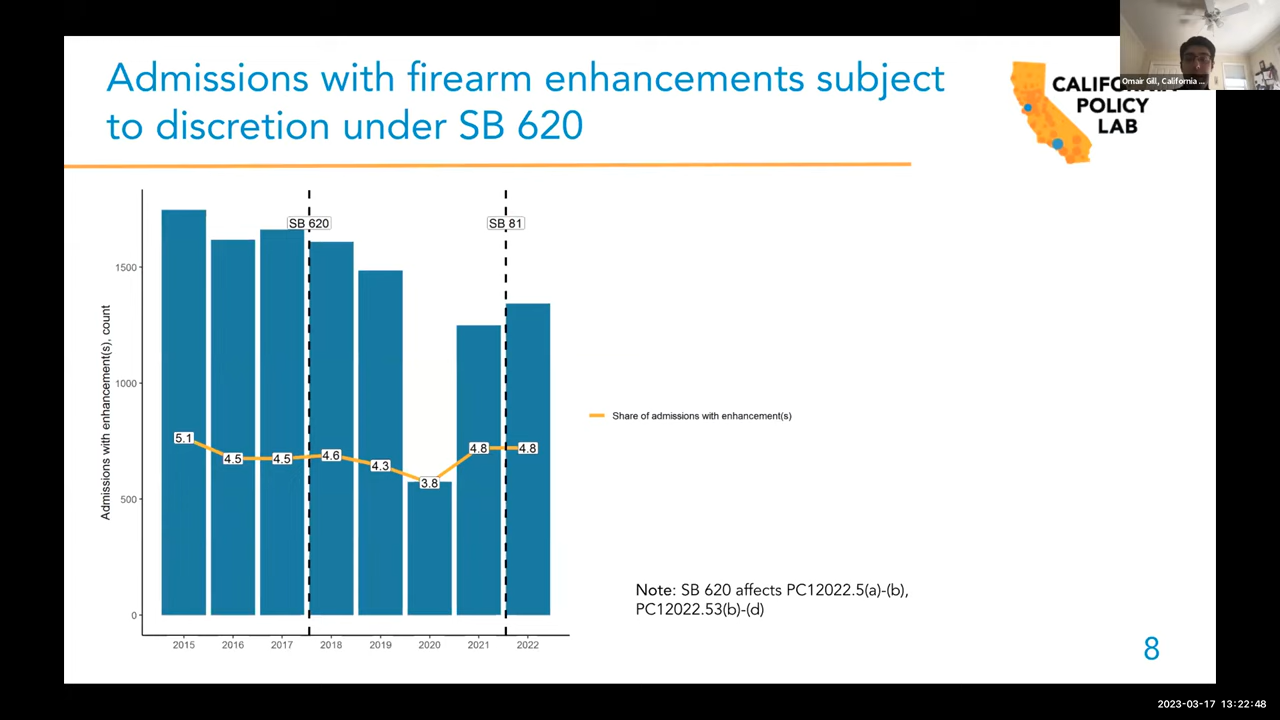 Admissions with firearm enhancements subject
to discretion under SB 620
CALIFORNIA
POLICY
LAB
Omair Gill, California ...
SB 620
SB 81
Admissions with enhancement(s), count
1500
1000
500
0
5.1
4.5
4.5
4.6
4.3
3.8
4.8
4.8
2015
2016
2017
2018
2019
2020
2021
2022
Share of admissions with enhancement(s)
Note: SB 620 affects PC12022.5(a)-(b),
PC12022.53(b)-(d)
8
2023-03-17 13:22:48